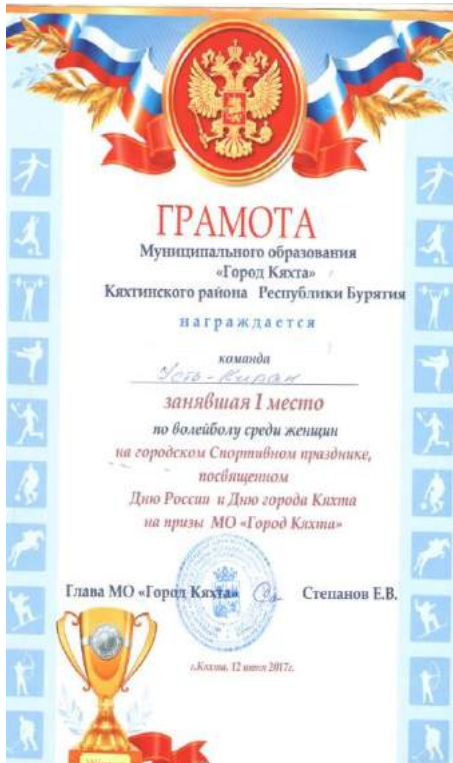 ГРАМОТА
Муниципального образования
«Город Кяхта»
Кяхтинского района Республики Бурятия
награждается
команда
Усть-Киран
занявшая I место
по волейболу среди женщин
на городском Спортивном празднике,
посвященном
Дню России и Дню города Кяхта
на призы МО «Город Кяхта»
Глава МО «Город Кяхта» Степанов Е.В.
г.Кяхта, 12 июня 2017г.